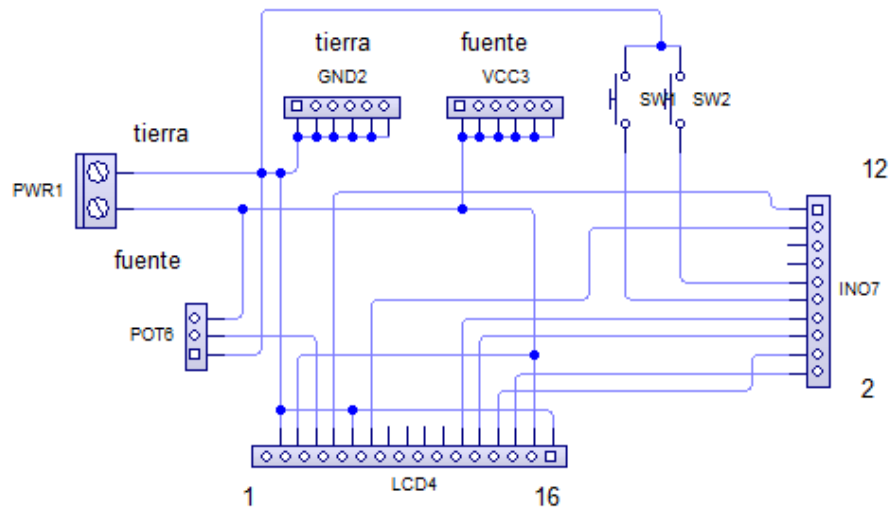 tierra
fuente
GND2
VCC3
SW1
SW2
tierra
12
PWR1
fuente
INO7
POT6
2
LCD4
1
16